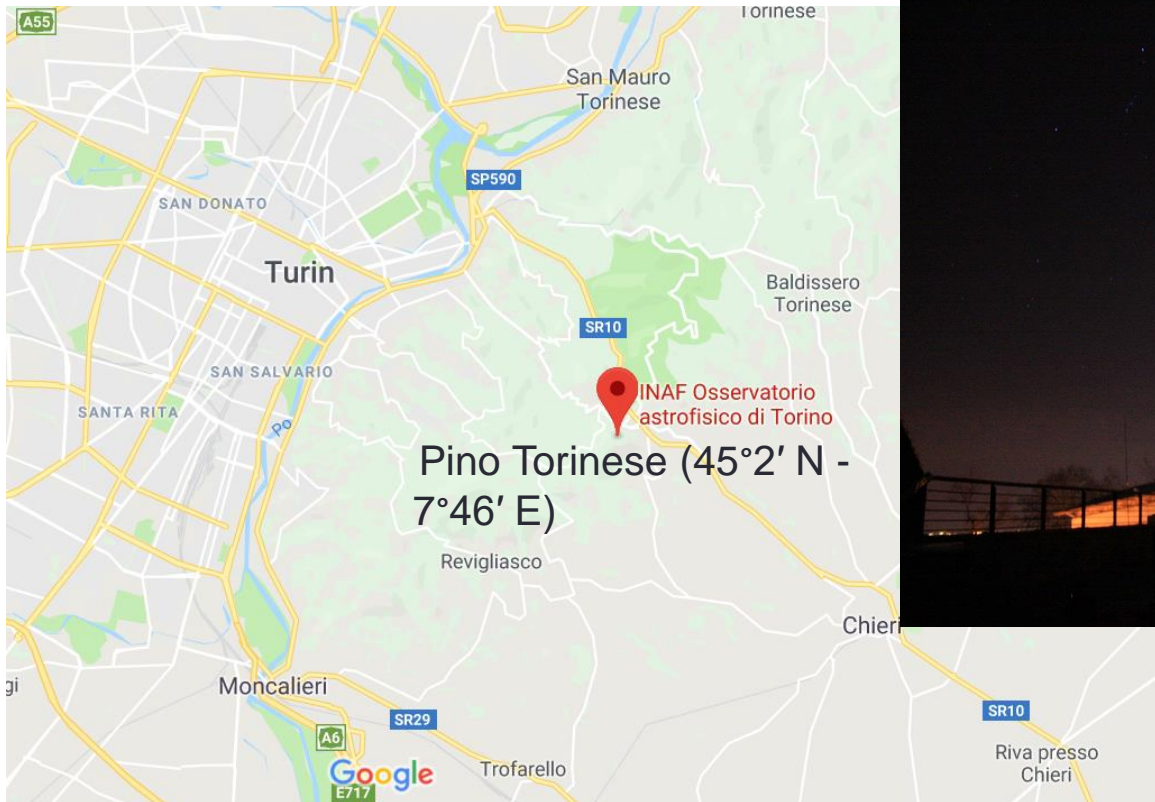 A55
Torinese
San Mauro
Torinese
SP590
SAN DONATO
Turin
Baldissero
Torinese
SR10
SAN SALVARIO
INAF Osservatorio
astrofisico di Torino
SANTA RITA
Po
Pino Torinese (45°2′ N -
7°46′ E)
Revigliasco
Chieri
gi
Moncalieri
SR29
SR10
A6
Riva presso
Chieri
Google
Trofarello
E717